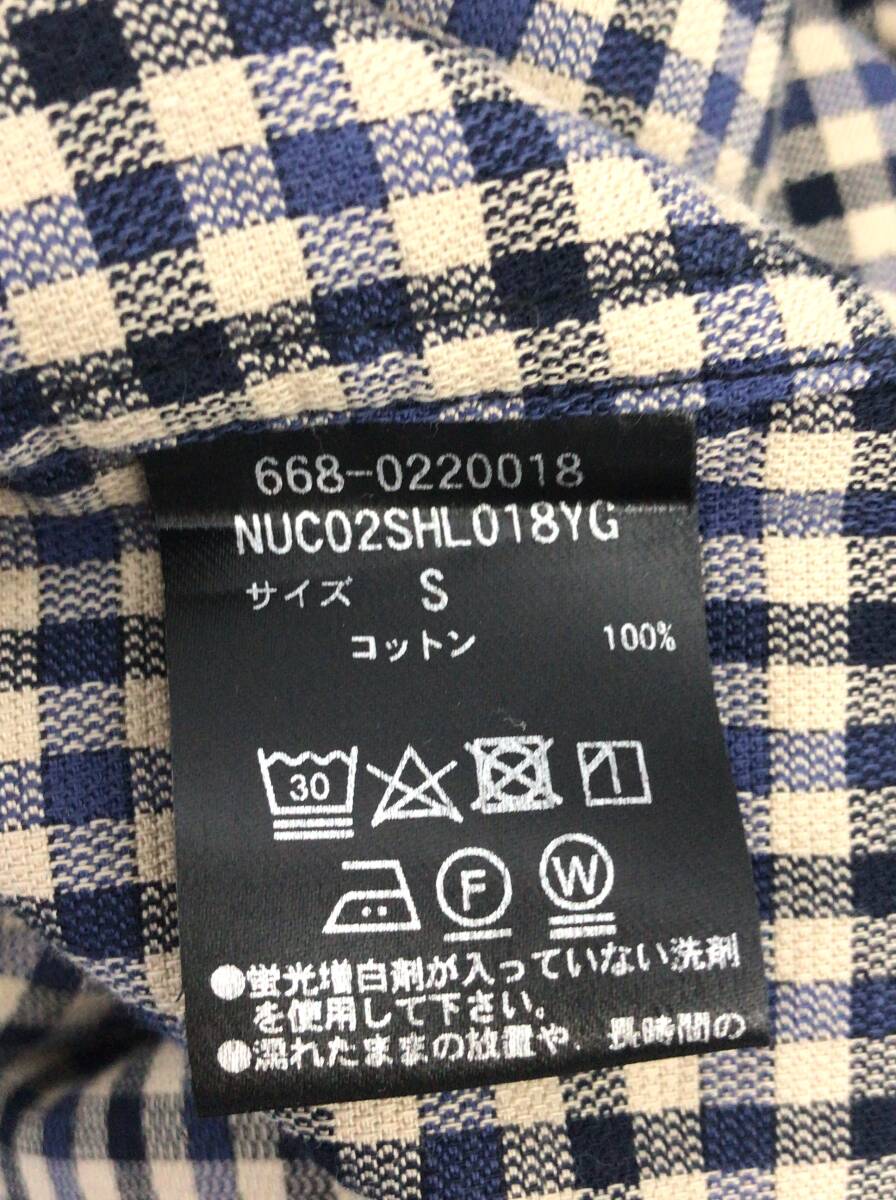 668-0220018
NUC02SHL018YG
サイズ S
コットン 100%
30
F W
●蛍光増白剤が入っていない洗剤
を使用して下さい。
●濡れたままの放置や、長時間の